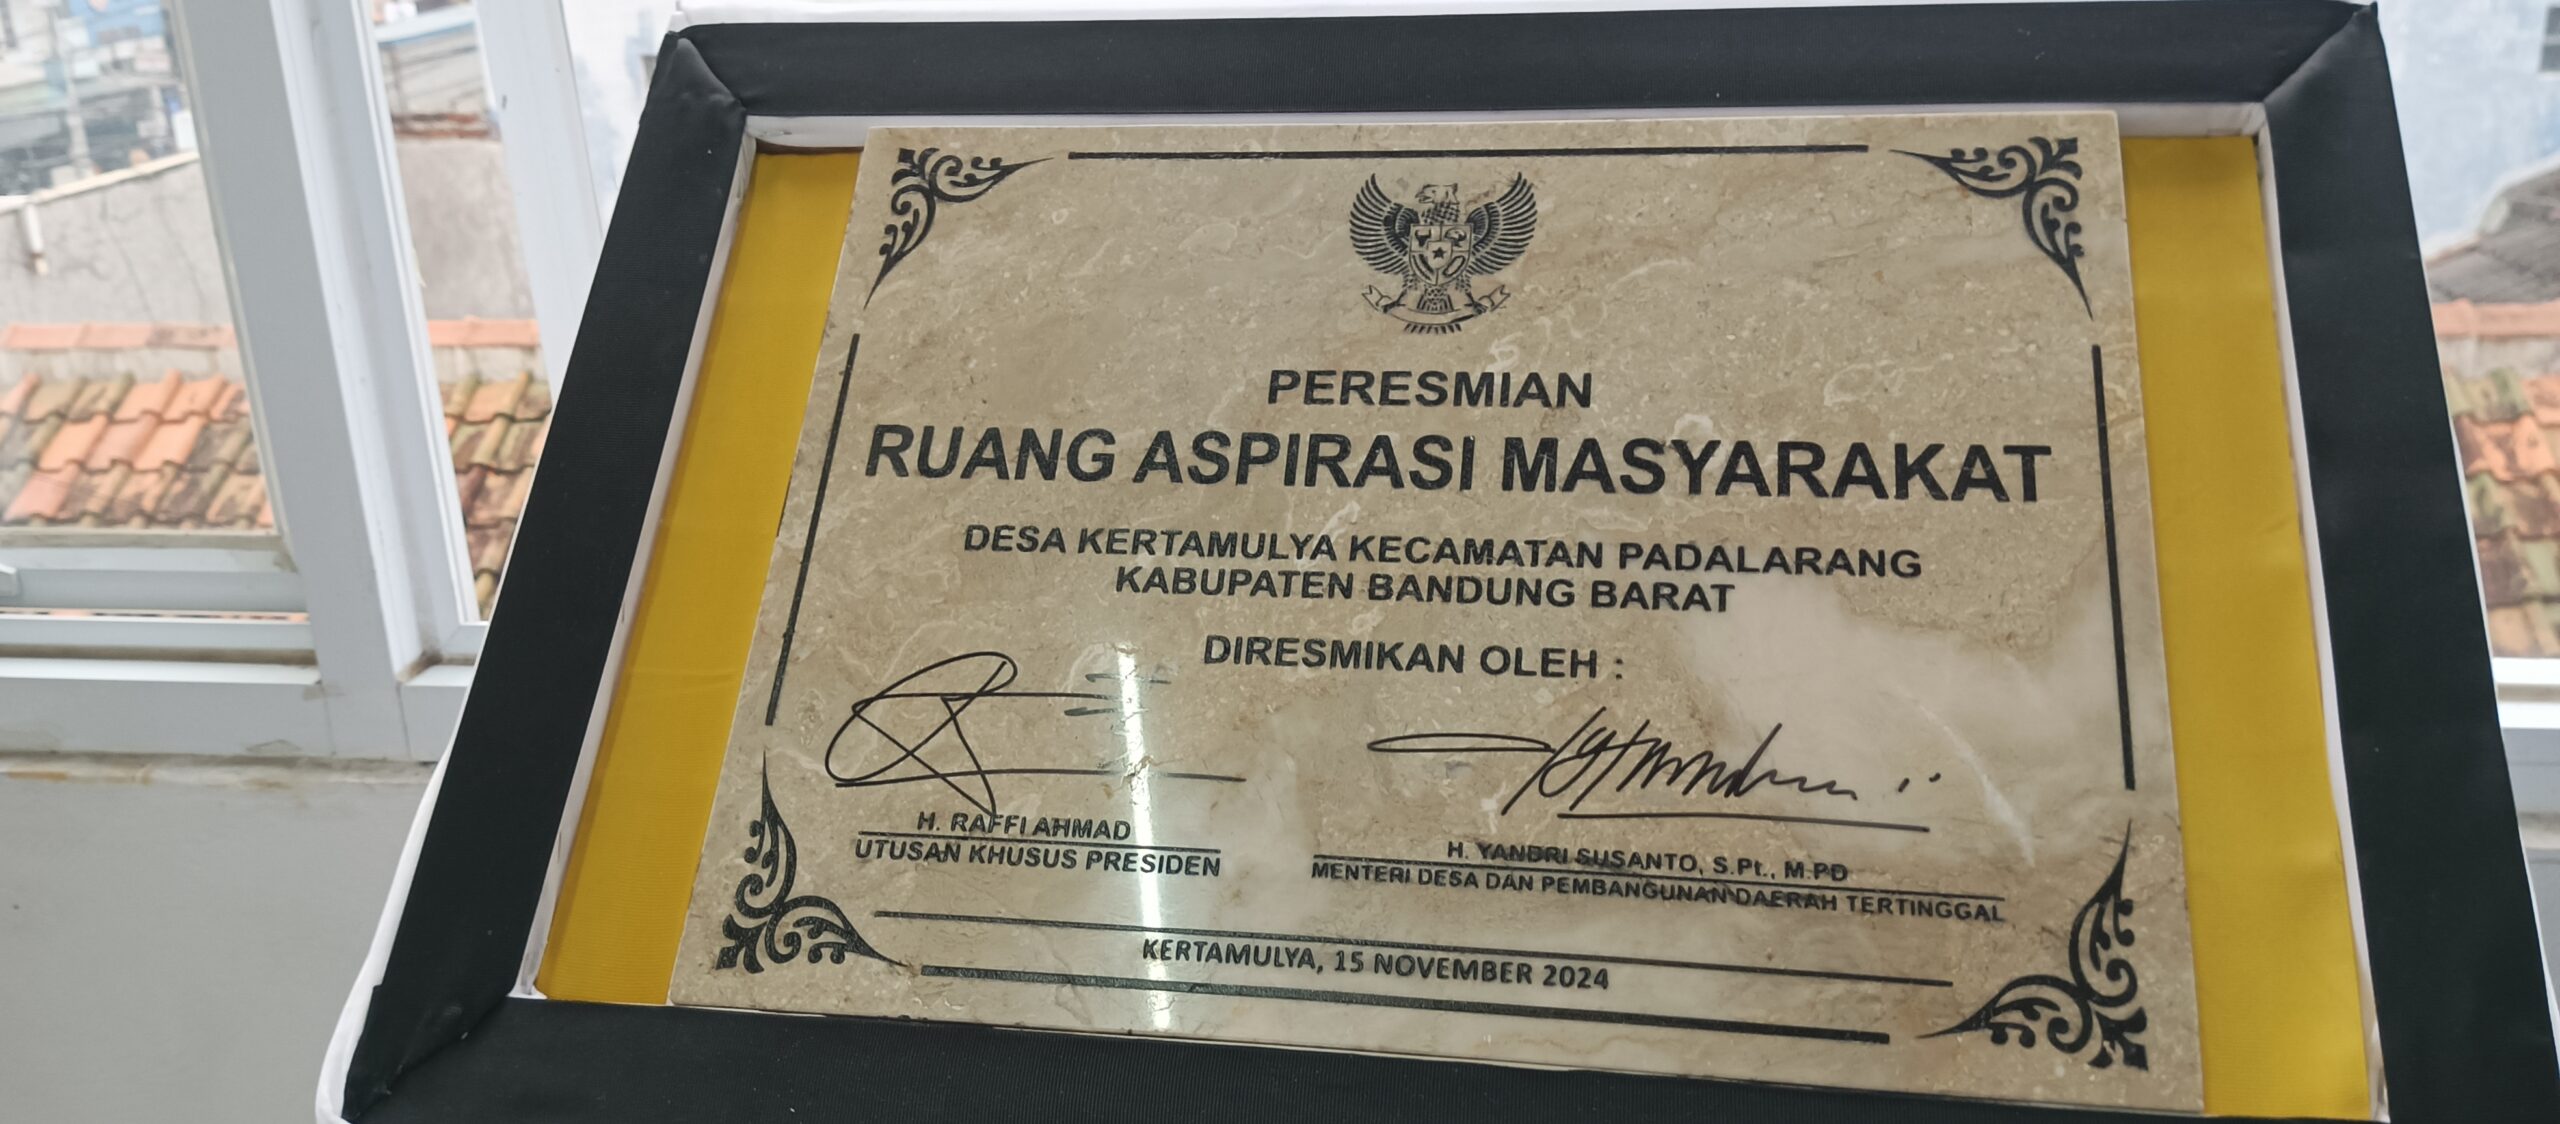 PERESMIAN
RUANG ASPIRASI MASYARAKAT
DESA KERTAMULYA KECAMATAN PADALARANG
KABUPATEN BANDUNG BARAT
DIRESMIKAN OLEH :
H. RAFFI AHMAD
UTUSAN KHUSUS PRESIDEN
H. YANDRI SUSANTO, S.Pt., M.PD
MENTERI DESA DAN PEMBANGUNAN DAERAH TERTINGGAL
KERTAMULYA, 15 NOVEMBER 2024